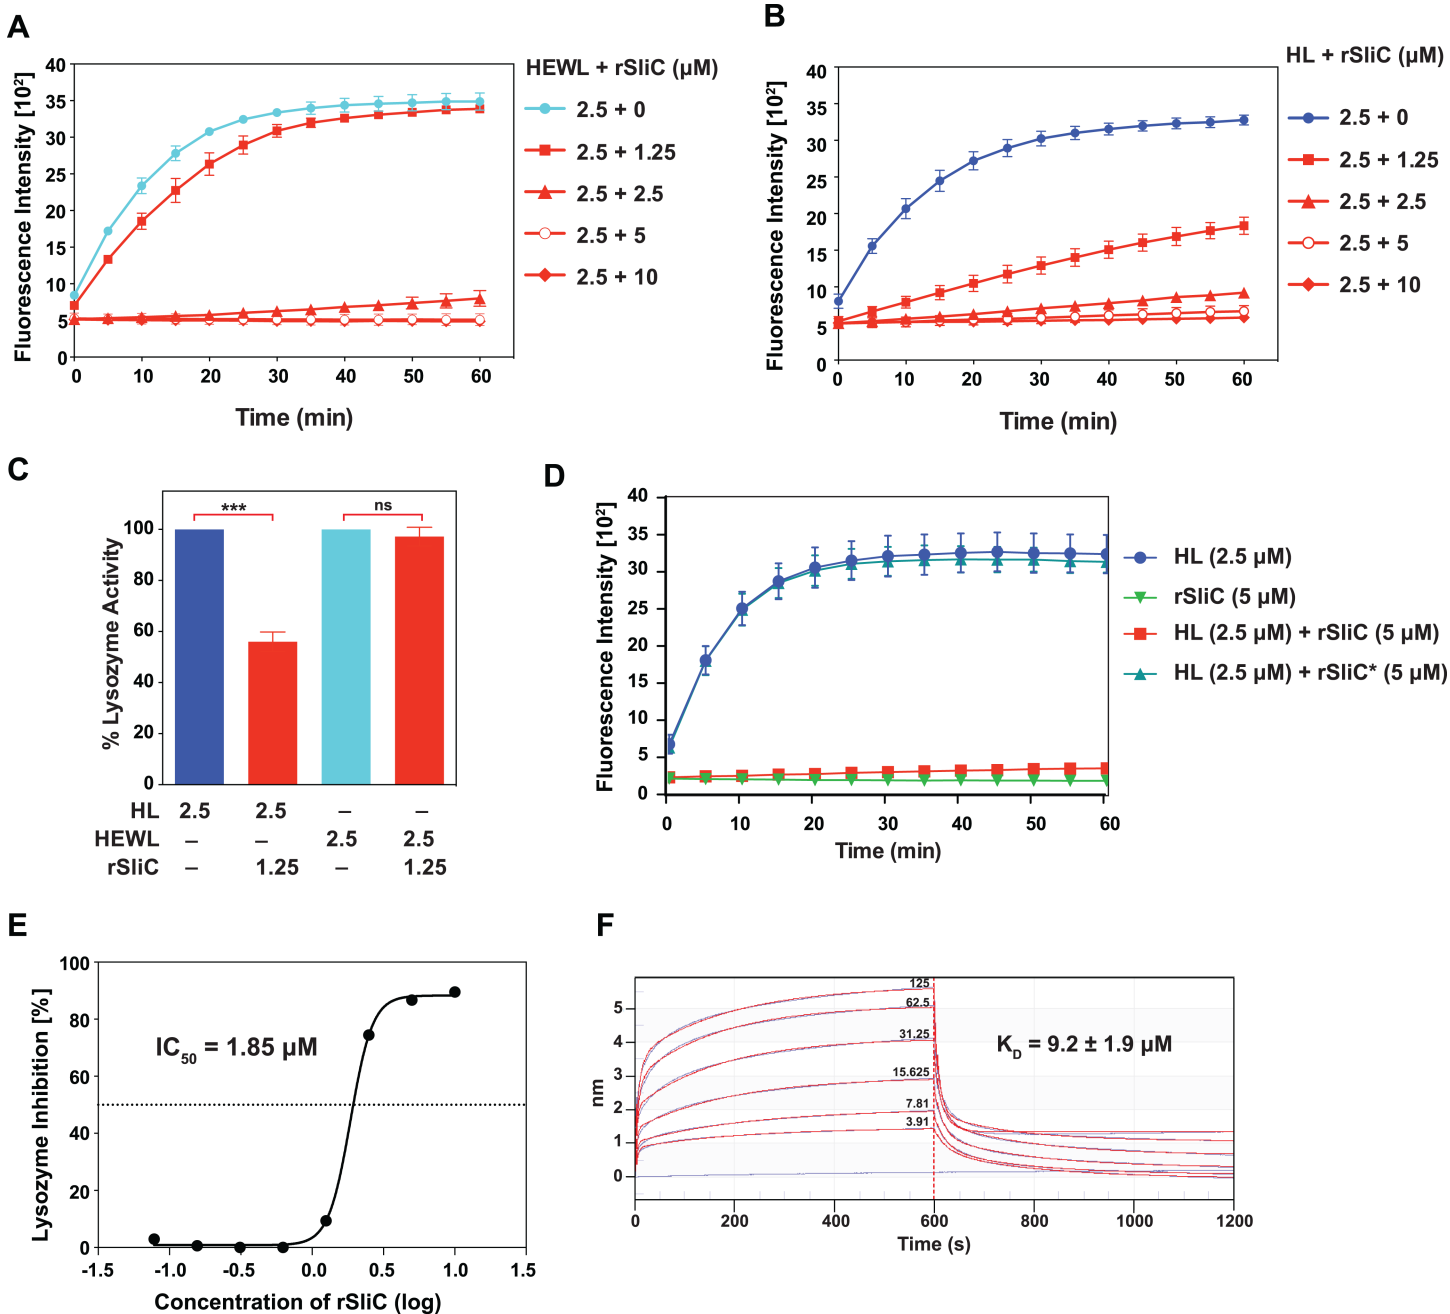 A
HEWL + rSliC (µM)
2.5 + 0
2.5 + 1.25
2.5 + 2.5
2.5 + 5
2.5 + 10
Fluorescence Intensity [10²]
40
35
30
25
20
15
10
5
0
0 10 20 30 40 50 60
Time (min)
B
HL + rSliC (µM)
2.5 + 0
2.5 + 1.25
2.5 + 2.5
2.5 + 5
2.5 + 10
Fluorescence Intensity [10²]
40
35
30
25
20
15
10
5
0
0 10 20 30 40 50 60
Time (min)
C
% Lysozyme Activity
100
80
60
40
20
0
***
ns
HL 2.5 2.5 – –
HEWL – – 2.5 2.5
rSliC – 1.25 – 1.25
D
Fluorescence Intensity [10²]
40
35
30
25
20
15
10
5
0
0 10 20 30 40 50 60
Time (min)
HL (2.5 µM)
rSliC (5 µM)
HL (2.5 µM) + rSliC (5 µM)
HL (2.5 µM) + rSliC* (5 µM)
E
Lysozyme Inhibition [%]
100
80
60
40
20
0
IC50 = 1.85 µM
-1.5 -1.0 -0.5 0.0 0.5 1.0 1.5
Concentration of rSliC (log)
F
nm
5
4
3
2
1
0
125
62.5
31.25
15.625
7.81
3.91
KD = 9.2 ± 1.9 µM
0 200 400 600 800 1000 1200
Time (s)